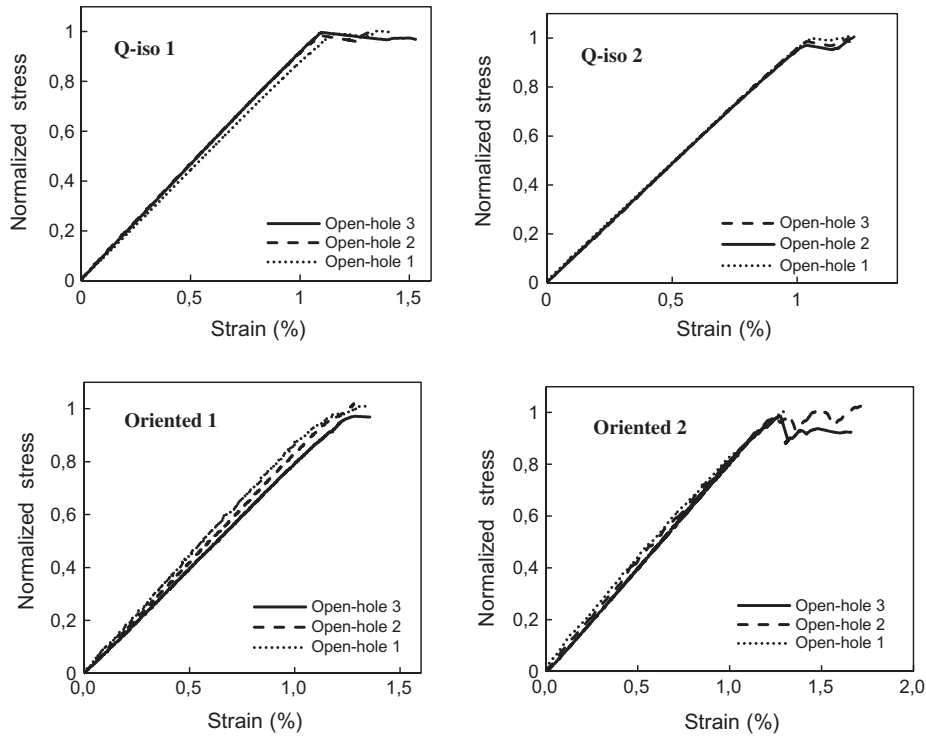 Q-iso 1
Normalized stress
1
0,8
0,6
0,4
0,2
0
0
0,5
1
1,5
Strain (%)
Open-hole 3
Open-hole 2
Open-hole 1
Q-iso 2
Normalized stress
1
0,8
0,6
0,4
0,2
0
0
0,5
1
Strain (%)
Open-hole 3
Open-hole 2
Open-hole 1
Oriented 1
Normalized stress
1
0,8
0,6
0,4
0,2
0
0,0
0,5
1,0
1,5
Strain (%)
Open-hole 3
Open-hole 2
Open-hole 1
Oriented 2
Normalized stress
1
0,8
0,6
0,4
0,2
0
0,0
0,5
1,0
1,5
2,0
Strain (%)
Open-hole 3
Open-hole 2
Open-hole 1